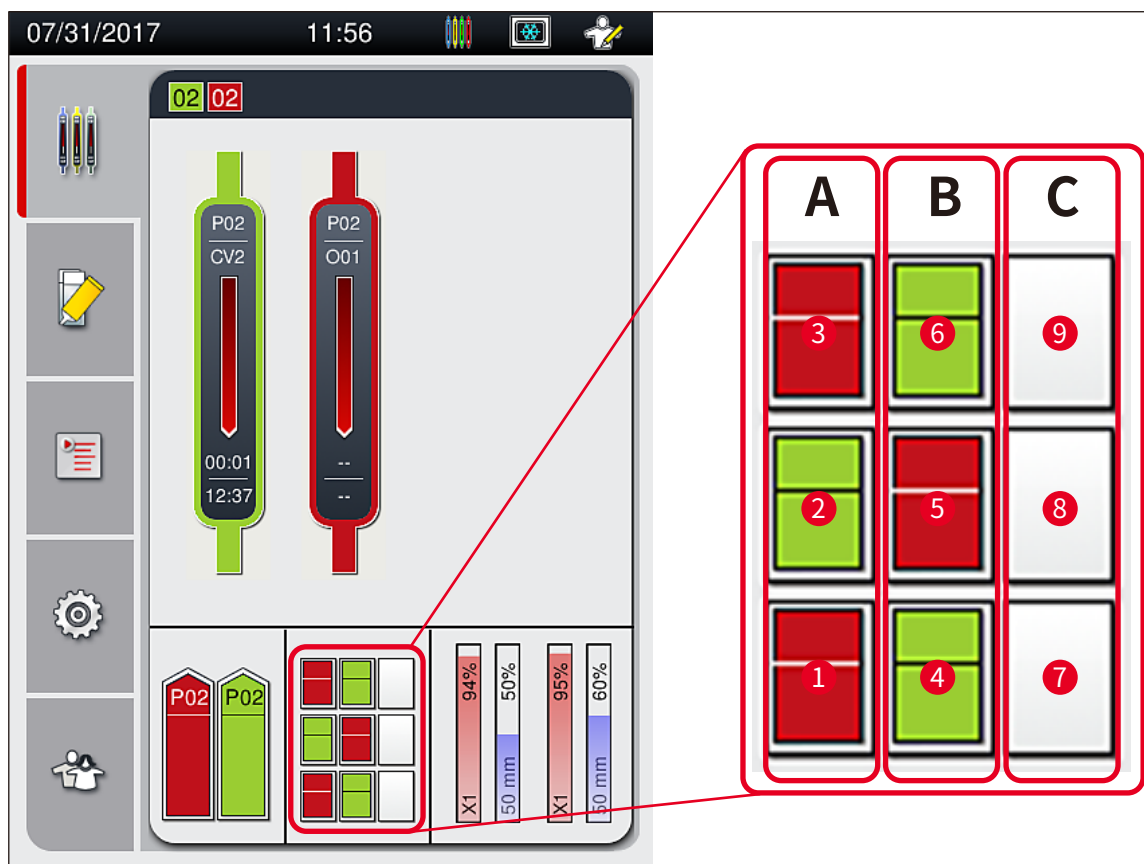 07/31/2017 11:56
02 02
P02
CV2
00:01
12:37
P02
O01
--
--
P02 P02
X1 94%
50 mm 50%
X1 95%
50 mm 60%
A B C
3 6 9
2 5 8
1 4 7